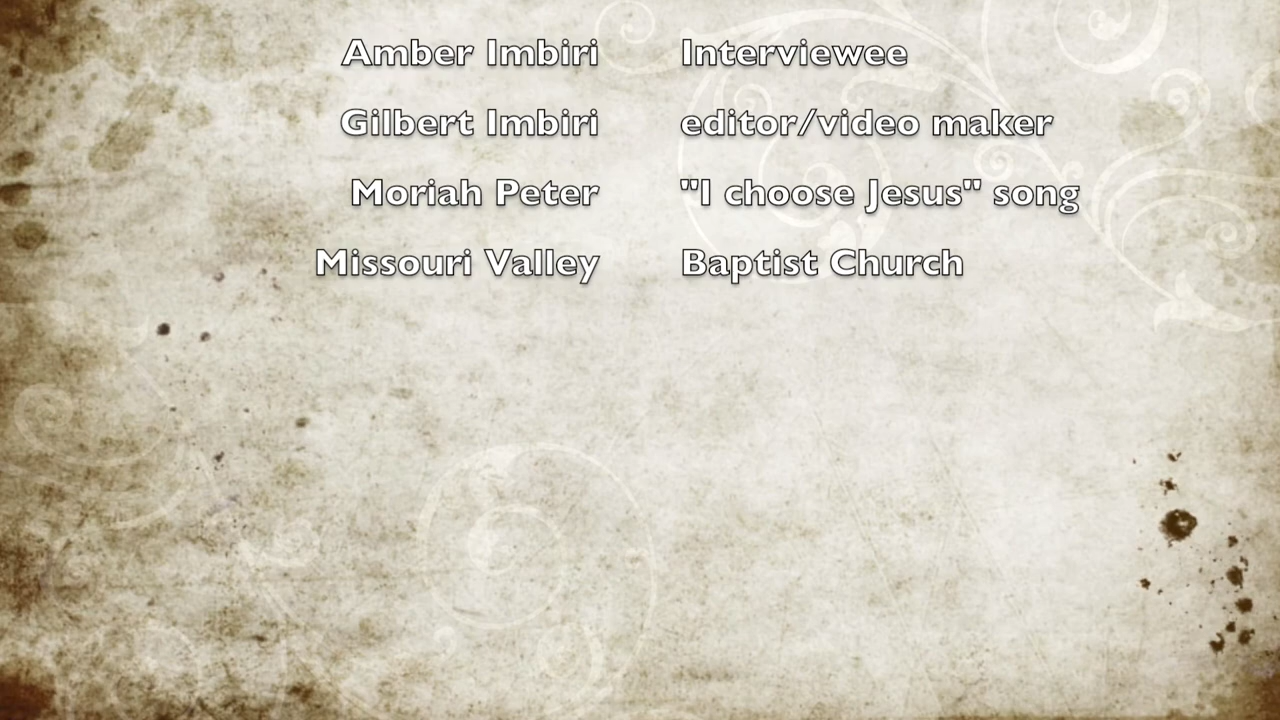 Amber Imbiri Interviewee
Gilbert Imbiri editor/video maker
Moriah Peter "I choose Jesus" song
Missouri Valley Baptist Church